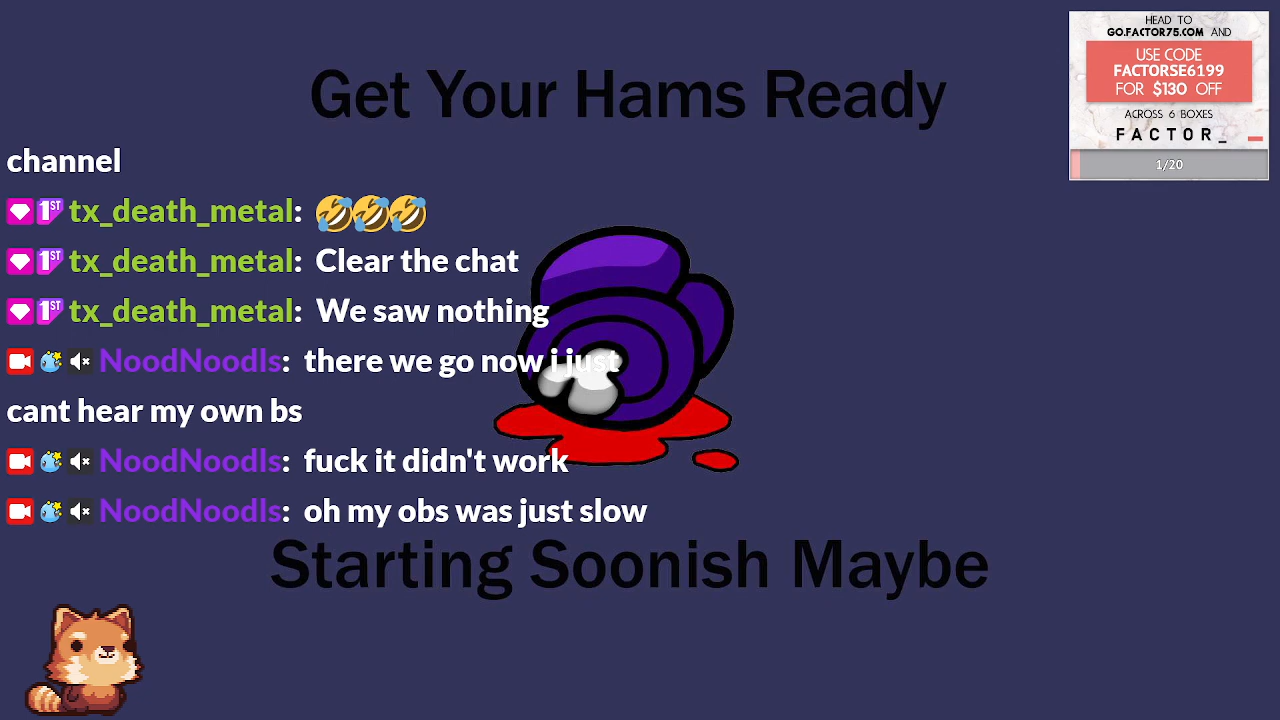 HEAD TO
GO.FACTOR75.COM AND
USE CODE
FACTORSE6199
FOR $130 OFF
ACROSS 6 BOXES
FACTOR_
1/20
Get Your Hams Ready
channel
1ST tx_death_metal: 🤣🤣🤣
1ST tx_death_metal: Clear the chat
1ST tx_death_metal: We saw nothing
NoodNoodls: there we go now i just
cant hear my own bs
NoodNoodls: fuck it didn't work
NoodNoodls: oh my obs was just slow
Starting Soonish Maybe